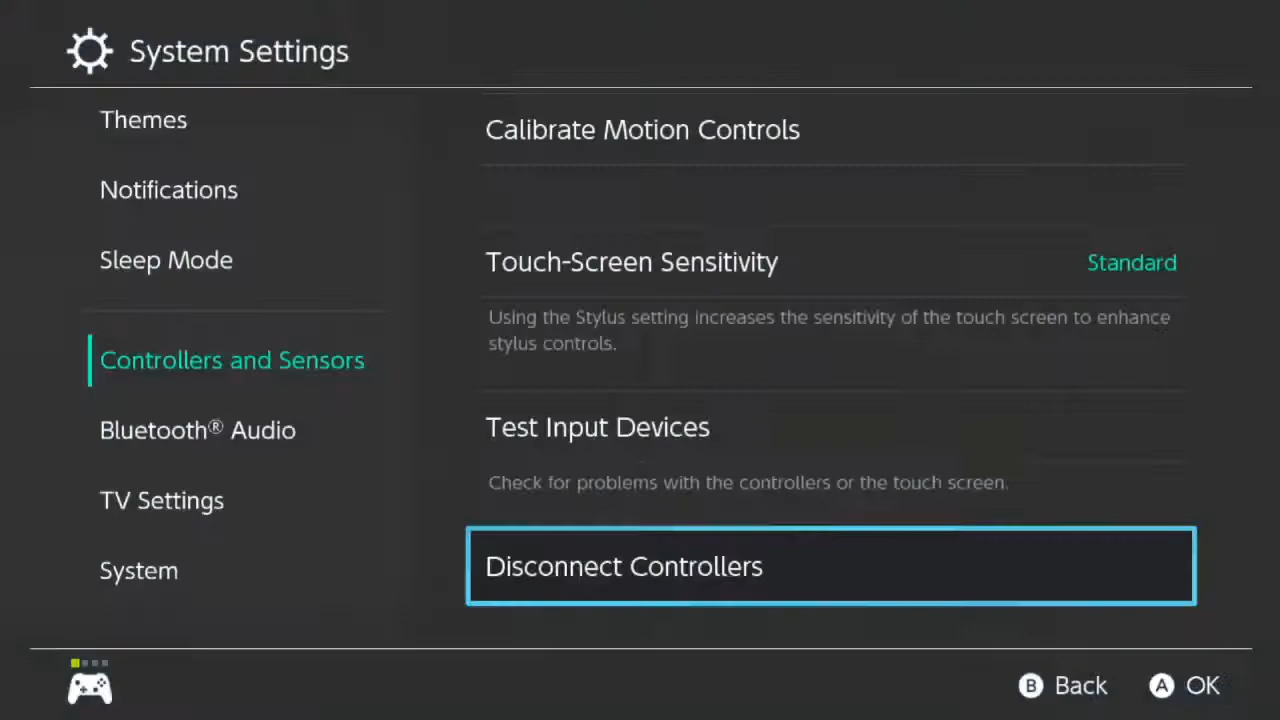 System Settings
Themes
Notifications
Sleep Mode
Controllers and Sensors
Bluetooth® Audio
TV Settings
System
Calibrate Motion Controls
Touch-Screen Sensitivity Standard
Using the Stylus setting increases the sensitivity of the touch screen to enhance
stylus controls.
Test Input Devices
Check for problems with the controllers or the touch screen.
Disconnect Controllers
B Back A OK